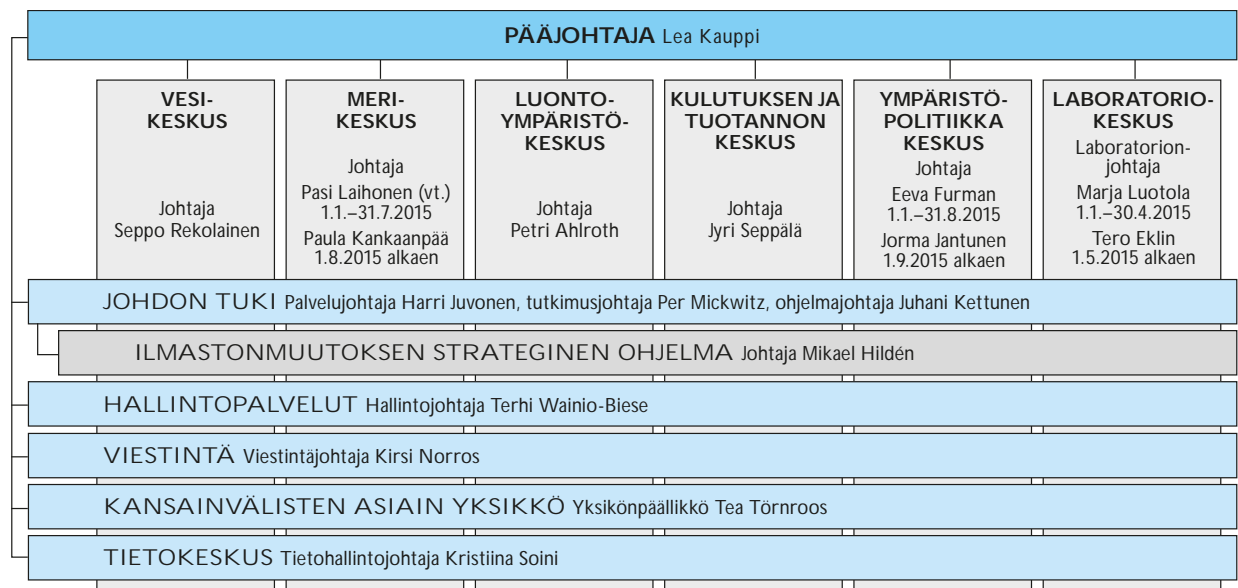 PÄÄJOHTAJA Lea Kauppi
VESI-
KESKUS
Johtaja
Seppo Rekolainen
MERI-
KESKUS
Johtaja
Pasi Laihonen (vt.)
1.1.–31.7.2015
Paula Kankaanpää
1.8.2015 alkaen
LUONTO-
YMPÄRISTÖ-
KESKUS
Johtaja
Petri Ahlroth
KULUTUKSEN JA
TUOTANNON
KESKUS
Johtaja
Jyri Seppälä
YMPÄRISTÖ-
POLITIIKKA
KESKUS
Johtaja
Eeva Furman
1.1.–31.8.2015
Jorma Jantunen
1.9.2015 alkaen
LABORATORIO-
KESKUS
Laboratorion-
johtaja
Marja Luotola
1.1.–30.4.2015
Tero Eklin
1.5.2015 alkaen
JOHDON TUKI Palvelujohtaja Harri Juvonen, tutkimusjohtaja Per Mickwitz, ohjelmajohtaja Juhani Kettunen
ILMASTONMUUTOKSEN STRATEGINEN OHJELMA Johtaja Mikael Hildén
HALLINTOPALVELUT Hallintojohtaja Terhi Wainio-Biese
VIESTINTÄ Viestintäjohtaja Kirsi Norros
KANSAINVÄLISTEN ASIAIN YKSIKKÖ Yksikönpäällikkö Tea Törnroos
TIETOKESKUS Tietohallintojohtaja Kristiina Soini